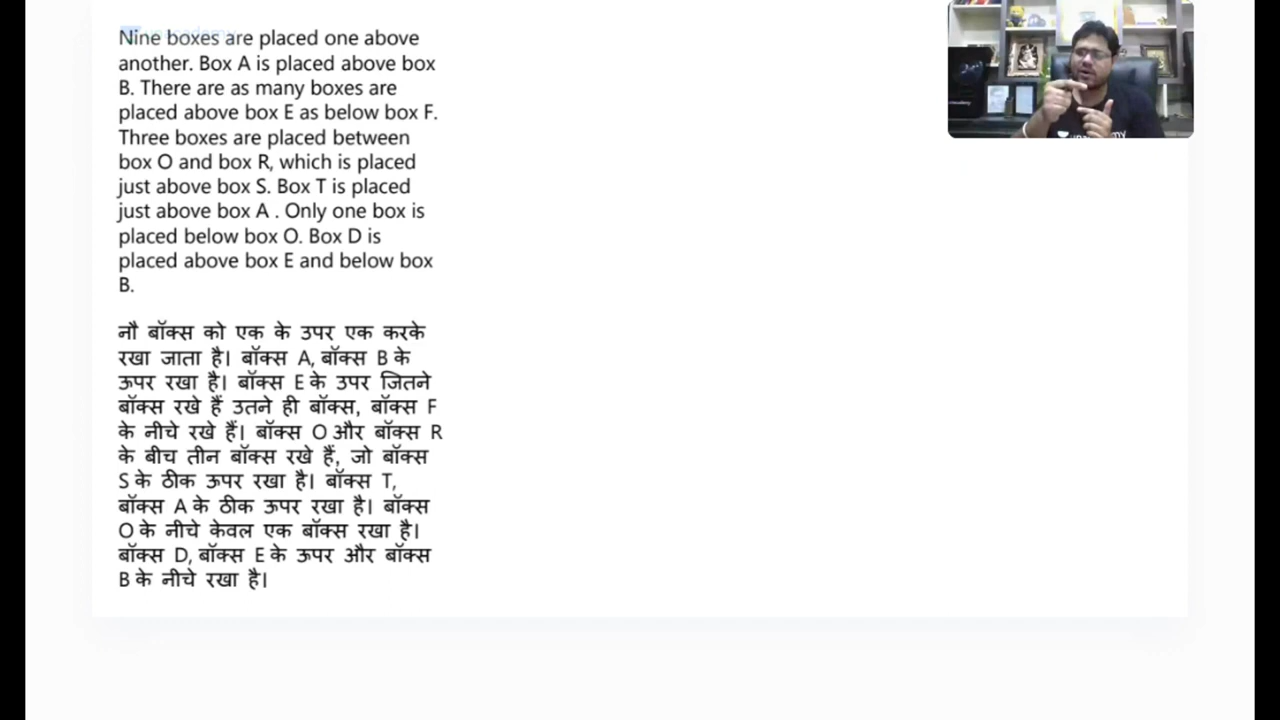 Nine boxes are placed one above
another. Box A is placed above box
B. There are as many boxes are
placed above box E as below box F.
Three boxes are placed between
box O and box R, which is placed
just above box S. Box T is placed
just above box A . Only one box is
placed below box O. Box D is
placed above box E and below box
B.
नौ बॉक्स को एक के उपर एक करके
रखा जाता है। बॉक्स A, बॉक्स B के
ऊपर रखा है। बॉक्स E के उपर जितने
बॉक्स रखे हैं उतने ही बॉक्स, बॉक्स F
के नीचे रखे हैं। बॉक्स O और बॉक्स R
के बीच तीन बॉक्स रखे हैं, जो बॉक्स
S के ठीक ऊपर रखा है। बॉक्स T,
बॉक्स A के ठीक ऊपर रखा है। बॉक्स
O के नीचे केवल एक बॉक्स रखा है।
बॉक्स D, बॉक्स E के ऊपर और बॉक्स
B के नीचे रखा है।